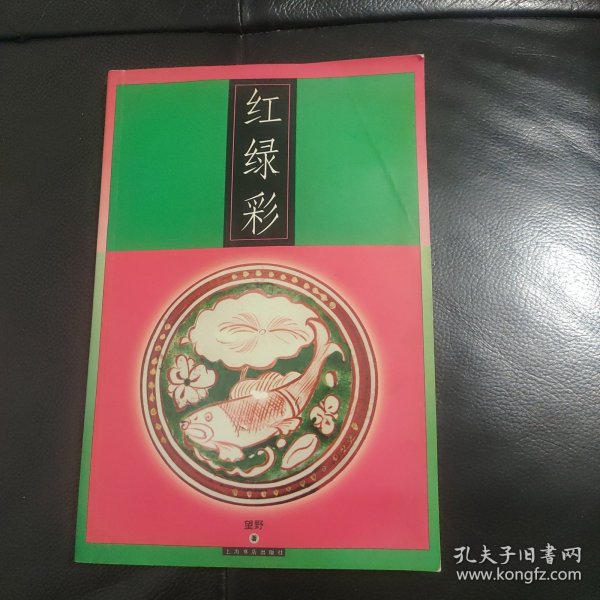 红绿彩
望野
著
上海书店出版社
孔夫子旧书网
www.kongfz.com